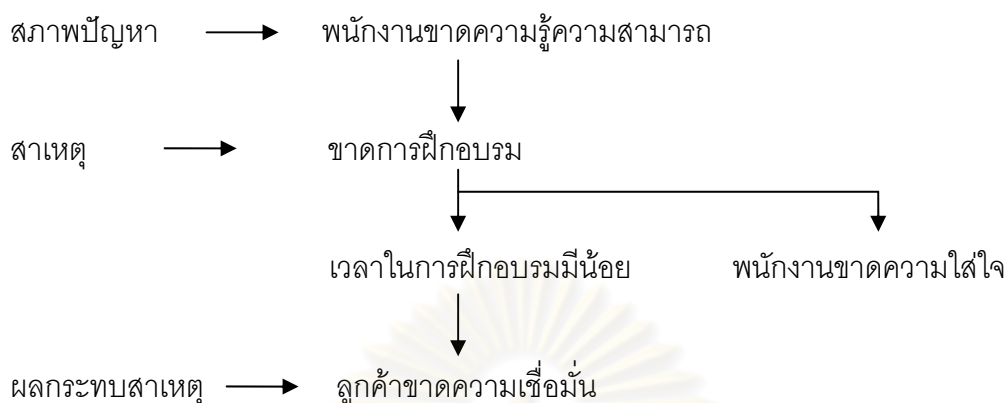 สภาพปัญหา พนักงานขาดความรู้ความสามารถ
สาเหตุ ขาดการฝึกอบรม
เวลาในการฝึกอบรมมีน้อย พนักงานขาดความใส่ใจ
ผลกระทบสาเหตุ ลูกค้าขาดความเชื่อมั่น